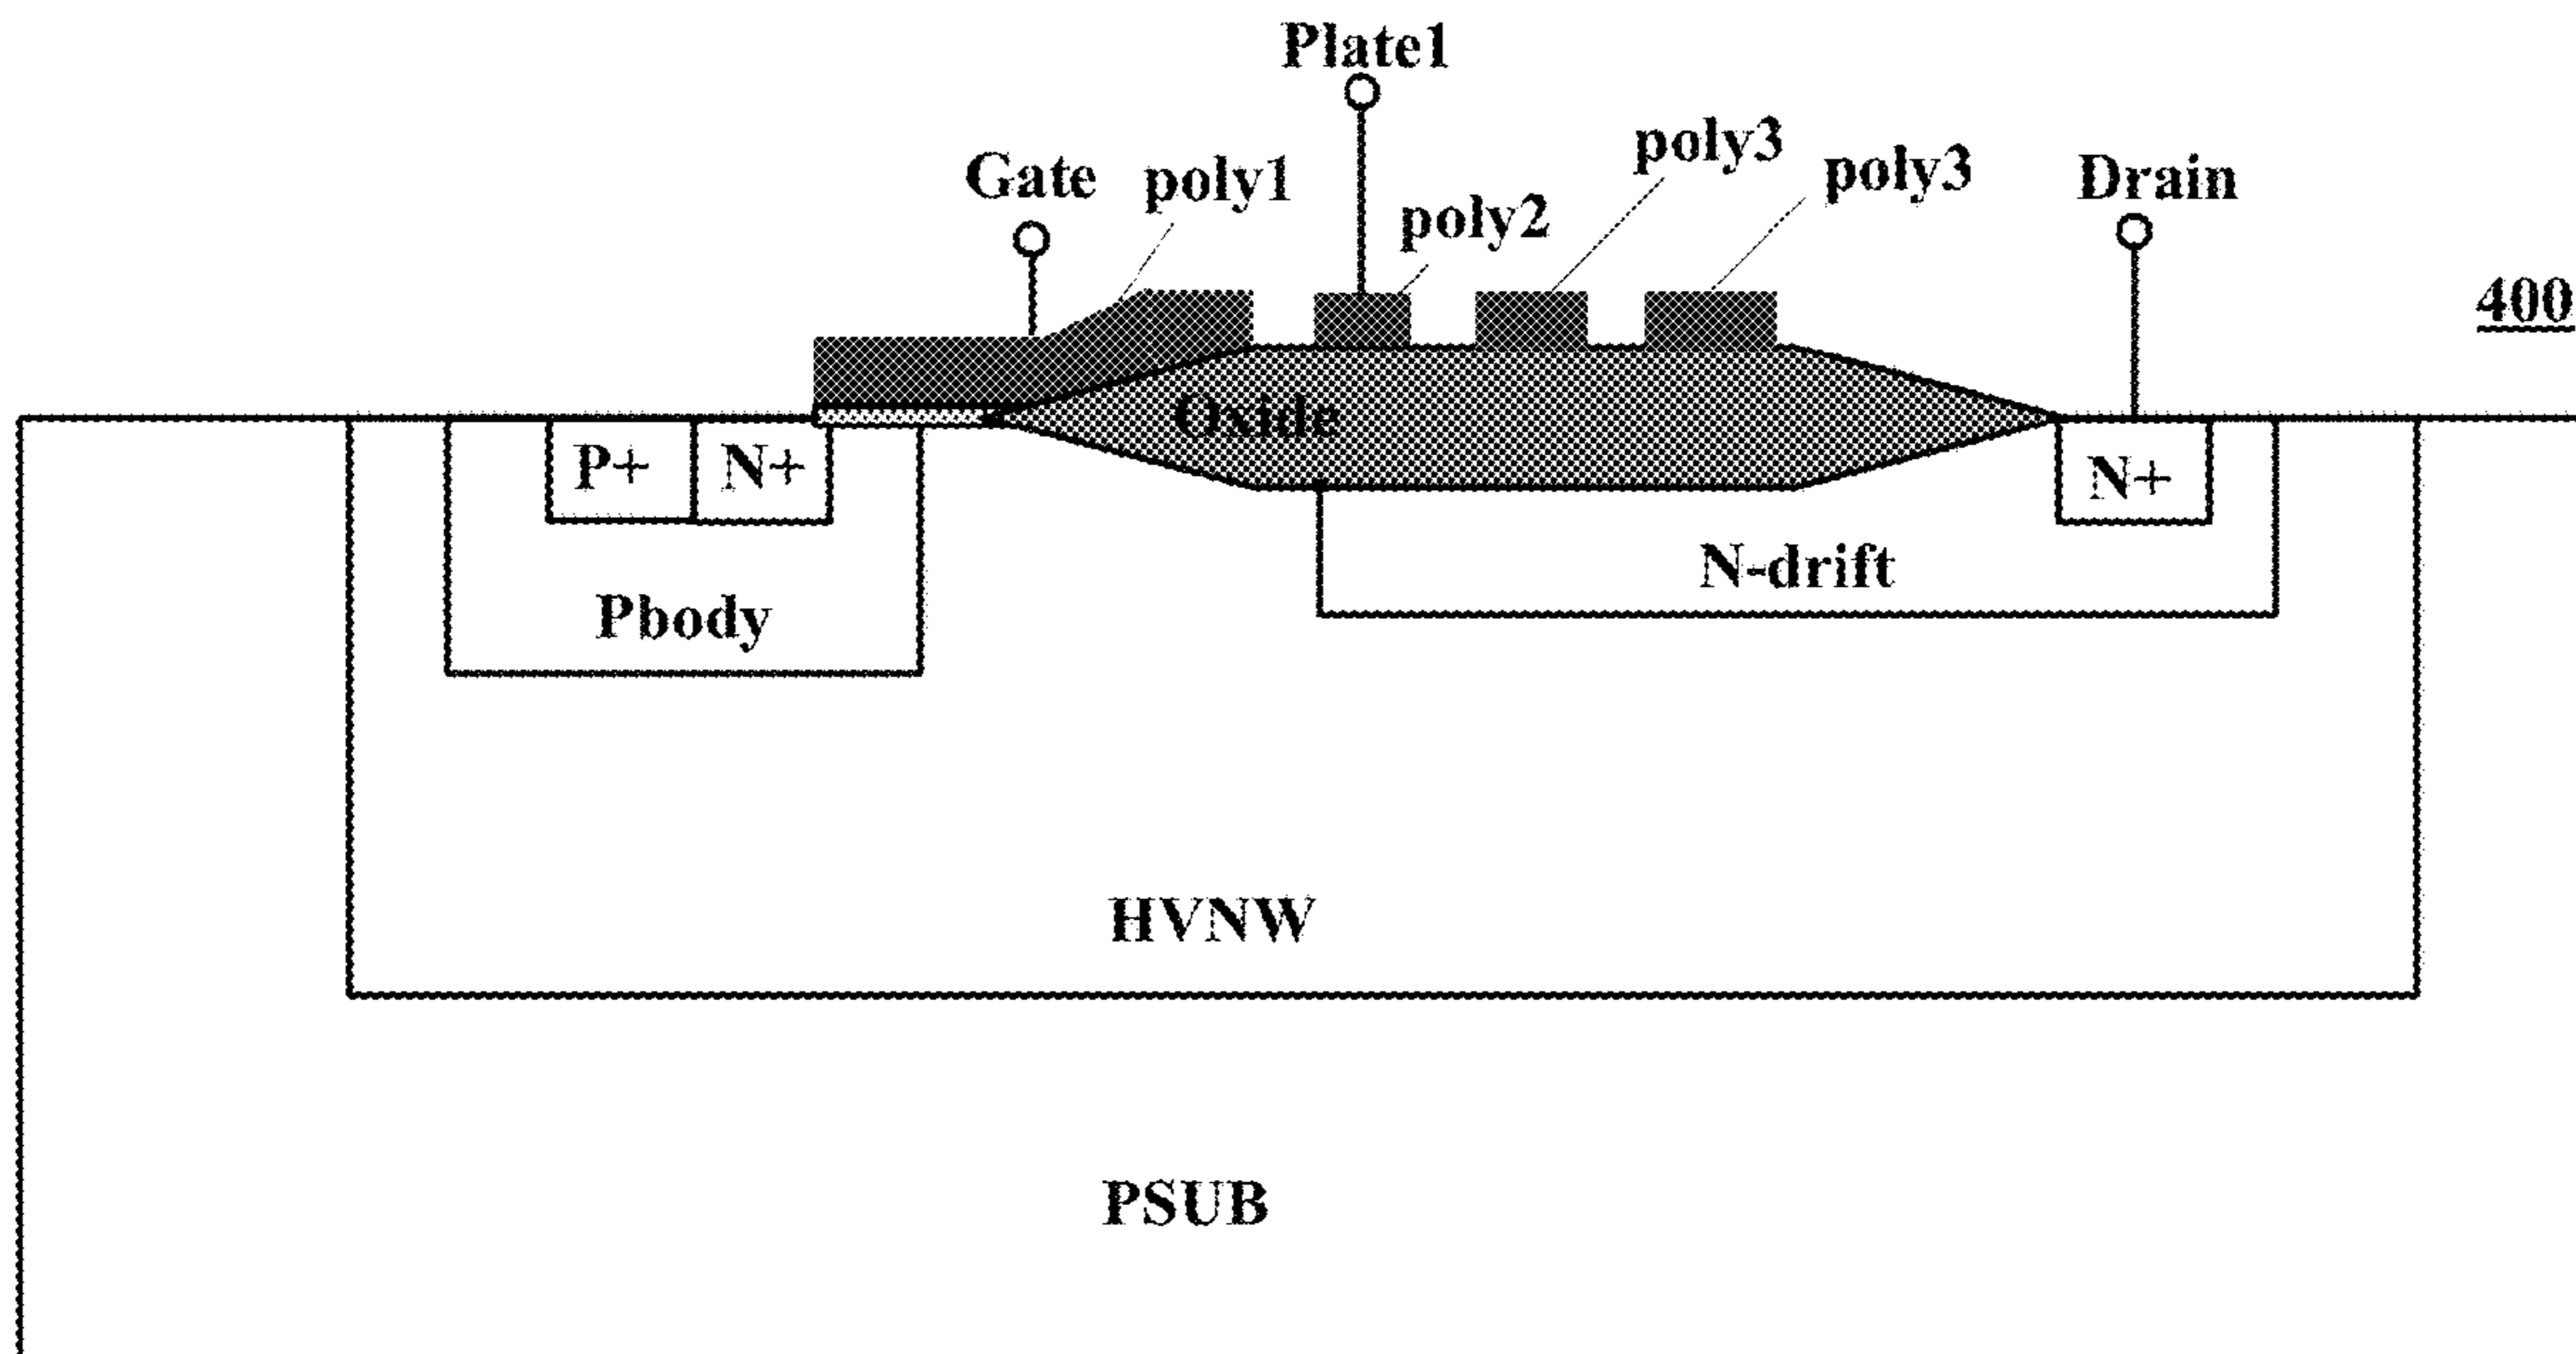 Plate1
poly3
poly3
Gate
poly1
Drain
poly2
400
Oxide
P+
N+
N+
N-drift
Pbody
HVNW
PSUB